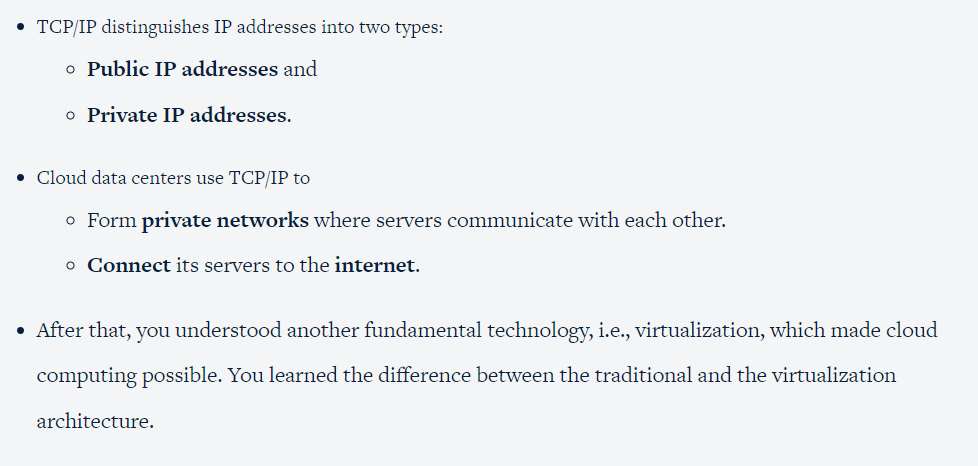 TCP/IP distinguishes IP addresses into two types:
Public IP addresses and
Private IP addresses.
Cloud data centers use TCP/IP to
Form private networks where servers communicate with each other.
Connect its servers to the internet.
After that, you understood another fundamental technology, i.e., virtualization, which made cloud
computing possible. You learned the difference between the traditional and the virtualization
architecture.